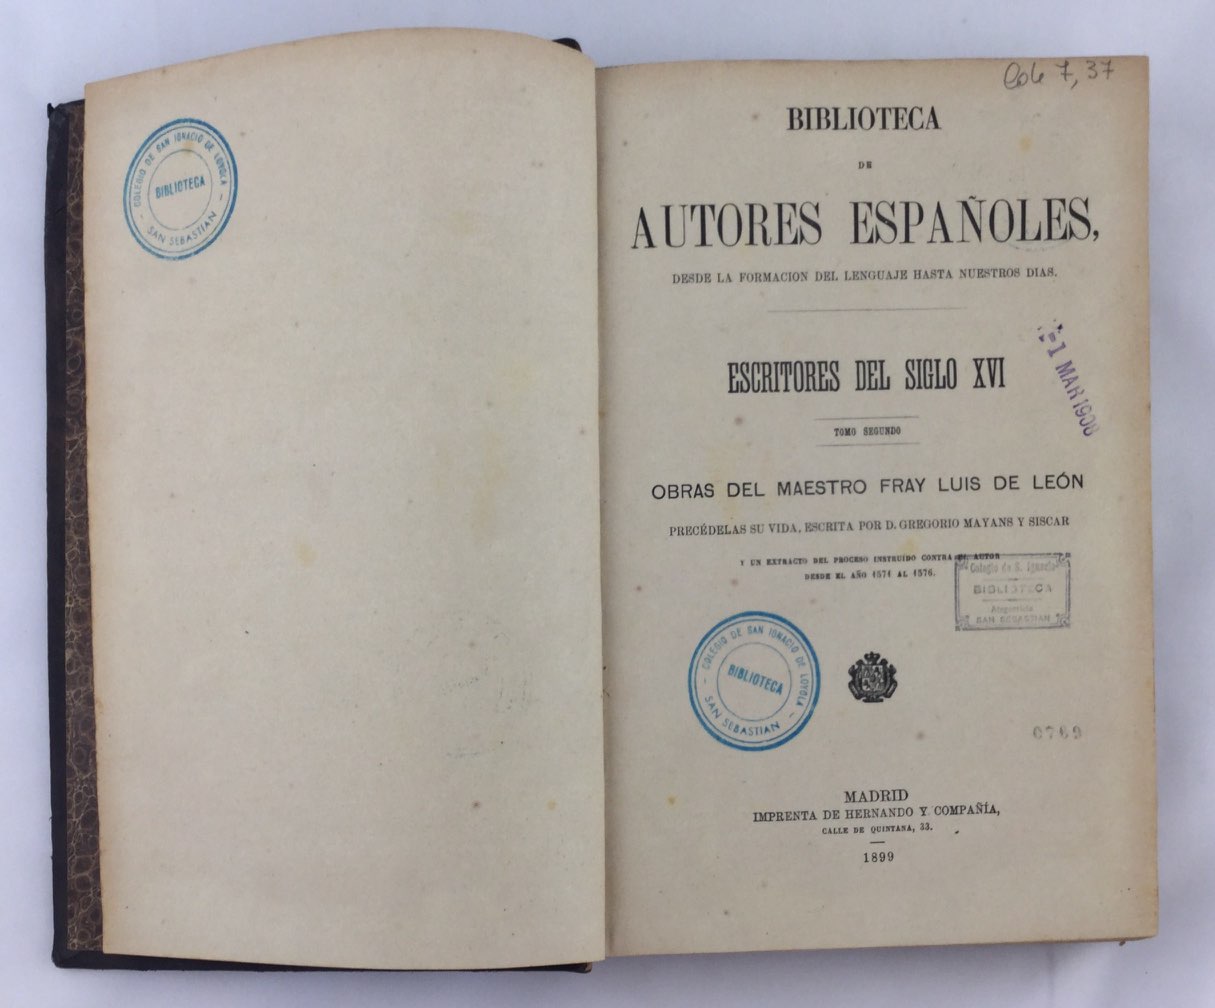 COLEGIO DE SAN IGNACIO DE LOYOLA
BIBLIOTECA
- SAN SEBASTIAN -
Cole 7, 37
BIBLIOTECA
DE
AUTORES ESPAÑOLES,
DESDE LA FORMACION DEL LENGUAJE HASTA NUESTROS DIAS.
ESCRITORES DEL SIGLO XVI
-1 MAR 1908
TOMO SEGUNDO
OBRAS DEL MAESTRO FRAY LUIS DE LEÓN
PRECÉDELAS SU VIDA, ESCRITA POR D. GREGORIO MAYANS Y SISCAR
Y UN EXTRACTO DEL PROCESO INSTRUIDO CONTRA EL AUTOR
DESDE EL AÑO 1571 AL 1576.
Colegio de S. Ignacio
BIBLIOTECA
Ategorrieta
SAN SEBASTIAN
COLEGIO DE SAN IGNACIO DE LOYOLA
BIBLIOTECA
- SAN SEBASTIAN -
0769
MADRID
IMPRENTA DE HERNANDO Y COMPAÑÍA,
CALLE DE QUINTANA, 33.
1899